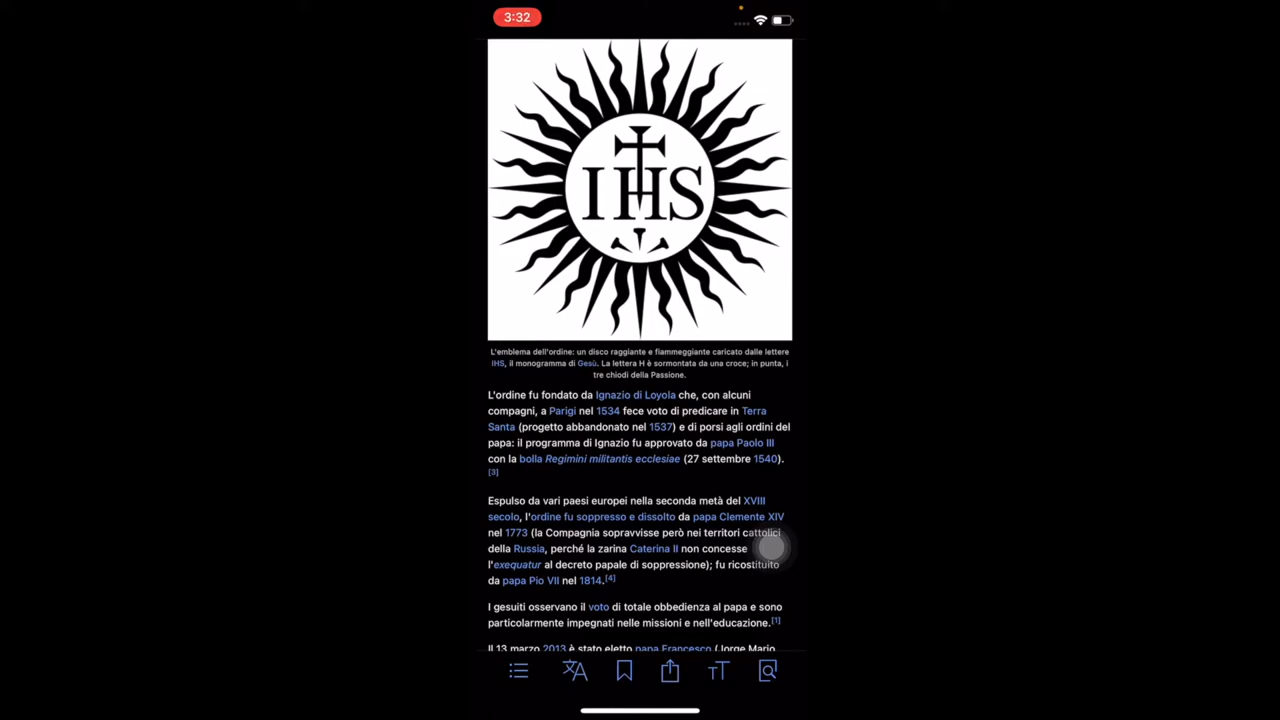 3:32
IHS
L'emblema dell'ordine: un disco raggiante e fiammeggiante caricato dalle lettere
IHS, il monogramma di Gesù. La lettera H è sormontata da una croce; in punta, i
tre chiodi della Passione.
L'ordine fu fondato da Ignazio di Loyola che, con alcuni
compagni, a Parigi nel 1534 fece voto di predicare in Terra
Santa (progetto abbandonato nel 1537) e di porsi agli ordini del
papa: il programma di Ignazio fu approvato da papa Paolo III
con la bolla Regimini militantis ecclesiae (27 settembre 1540).
[3]
Espulso da vari paesi europei nella seconda metà del XVIII
secolo, l'ordine fu soppresso e dissolto da papa Clemente XIV
nel 1773 (la Compagnia sopravvisse però nei territori cattolici
della Russia, perché la zarina Caterina II non concesse
l'exequatur al decreto papale di soppressione); fu ricostituito
da papa Pio VII nel 1814.[4]
I gesuiti osservano il voto di totale obbedienza al papa e sono
particolarmente impegnati nelle missioni e nell'educazione.[1]
Il 13 marzo 2013 è stato eletto papa Francesco (Jorge Mario